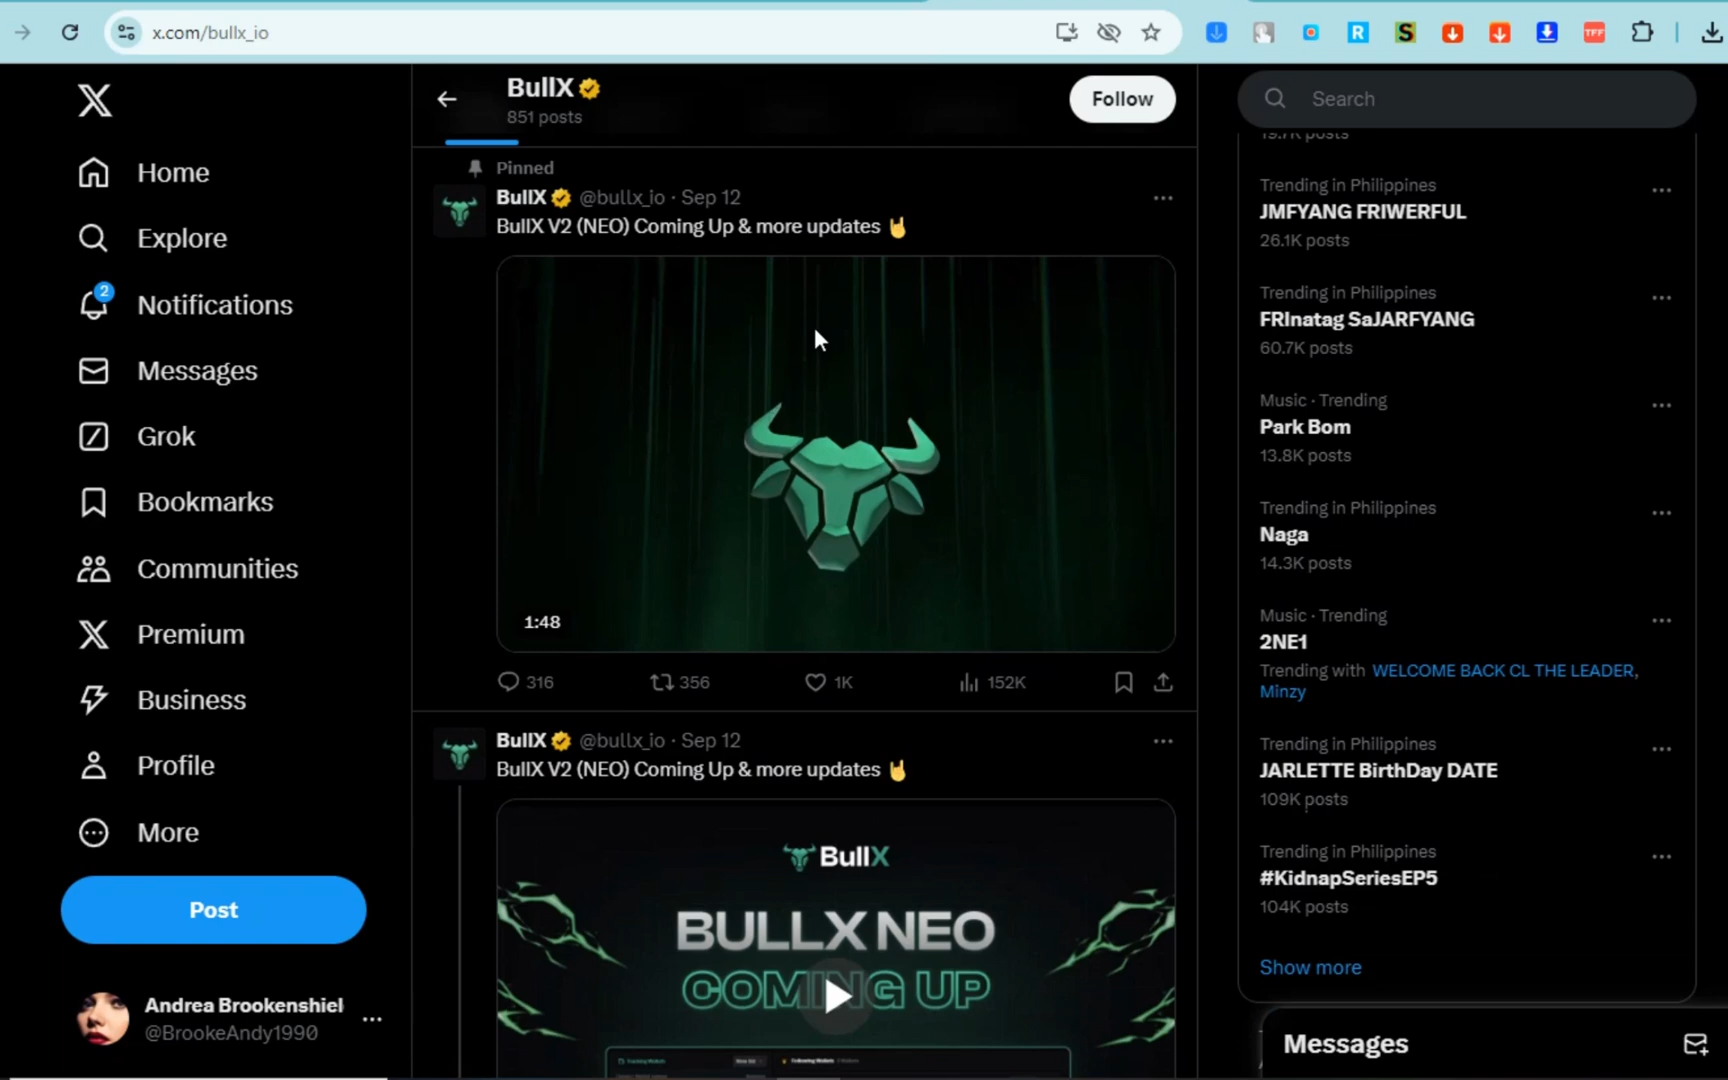 x.com/bullx_io
R
S
TFF
Home
Explore
2
Notifications
Messages
Grok
Bookmarks
Communities
Premium
Business
Profile
More
Post
Andrea Brookenshiel
@BrookeAndy1990
BullX
851 posts
Follow
Pinned
BullX @bullx_io · Sep 12
BullX V2 (NEO) Coming Up & more updates 🤘
1:48
316 356 1K 152K
BullX @bullx_io · Sep 12
BullX V2 (NEO) Coming Up & more updates 🤘
BullX
BULLX NEO
COMING UP
Search
19.7K posts
Trending in Philippines
JMFYANG FRIWERFUL
26.1K posts
Trending in Philippines
FRInatag SaJARFYANG
60.7K posts
Music · Trending
Park Bom
13.8K posts
Trending in Philippines
Naga
14.3K posts
Music · Trending
2NE1
Trending with WELCOME BACK CL THE LEADER,
Minzy
Trending in Philippines
JARLETTE BirthDay DATE
109K posts
Trending in Philippines
#KidnapSeriesEP5
104K posts
Show more
Messages